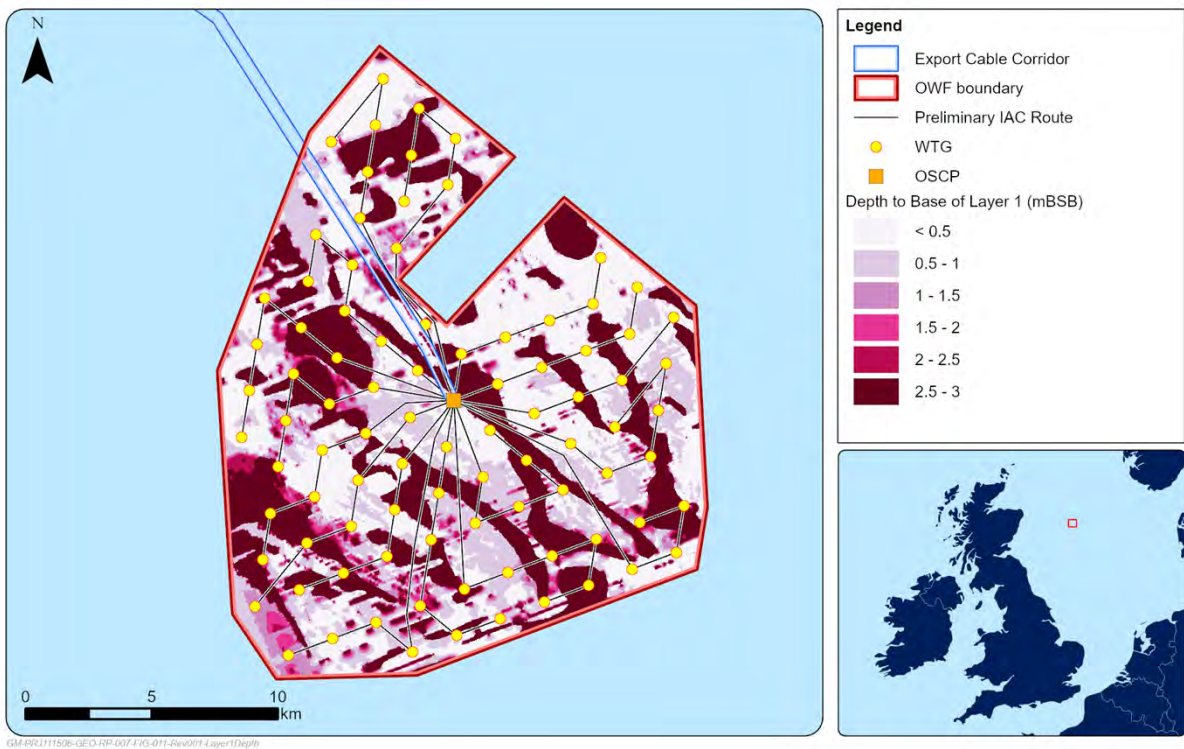 N
0 5 10
km
GM-PRJ111506-GEO-RP-007-FIG-011-Rev001-Layer1Depth
Legend
Export Cable Corridor
OWF boundary
Preliminary IAC Route
WTG
OSCP
Depth to Base of Layer 1 (mBSB)
< 0.5
0.5 - 1
1 - 1.5
1.5 - 2
2 - 2.5
2.5 - 3